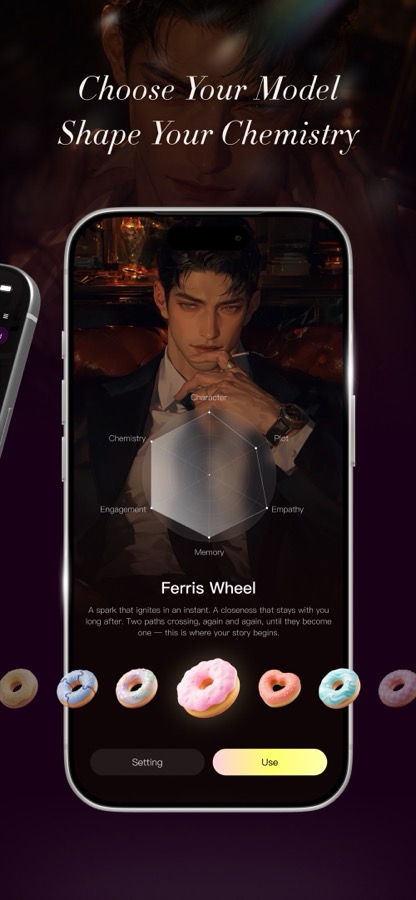 Choose Your Model
Shape Your Chemistry
Character
Chemistry
Plot
Engagement
Empathy
Memory
Ferris Wheel
A spark that ignites in an instant. A closeness that stays with you
long after. Two paths crossing, again and again, until they become
one — this is where your story begins.
Setting
Use